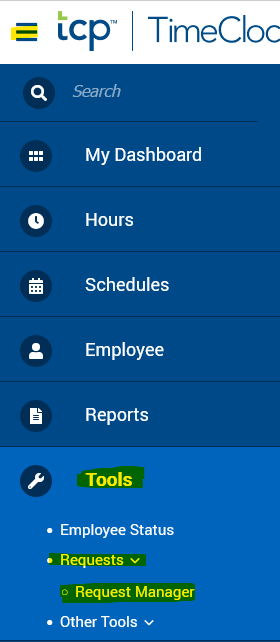 tcp™ TimeCloc
Search
My Dashboard
Hours
Schedules
Employee
Reports
Tools
Employee Status
Requests
Request Manager
Other Tools